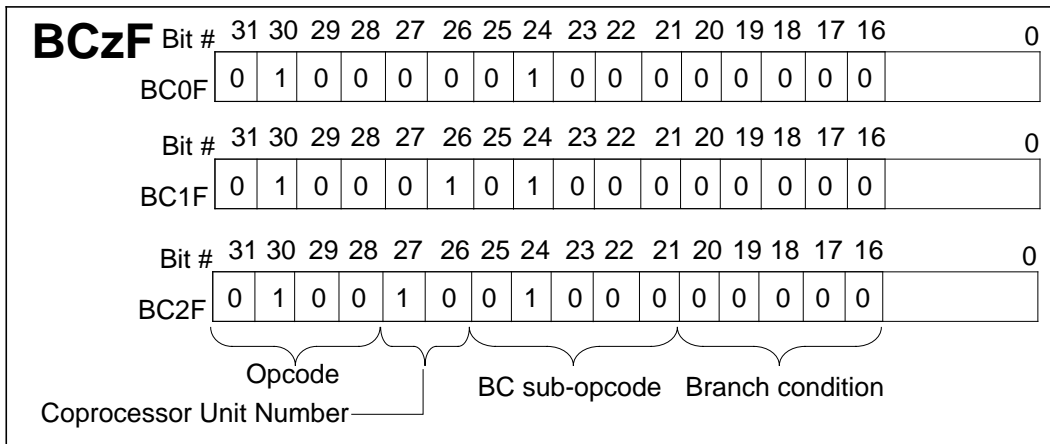 BCzF Bit # 31 30 29 28 27 26 25 24 23 22 21 20 19 18 17 16 0
BC0F 0 1 0 0 0 0 0 1 0 0 0 0 0 0 0 0
Bit # 31 30 29 28 27 26 25 24 23 22 21 20 19 18 17 16 0
BC1F 0 1 0 0 0 1 0 1 0 0 0 0 0 0 0 0
Bit # 31 30 29 28 27 26 25 24 23 22 21 20 19 18 17 16 0
BC2F 0 1 0 0 1 0 0 1 0 0 0 0 0 0 0 0
Opcode BC sub-opcode Branch condition
Coprocessor Unit Number